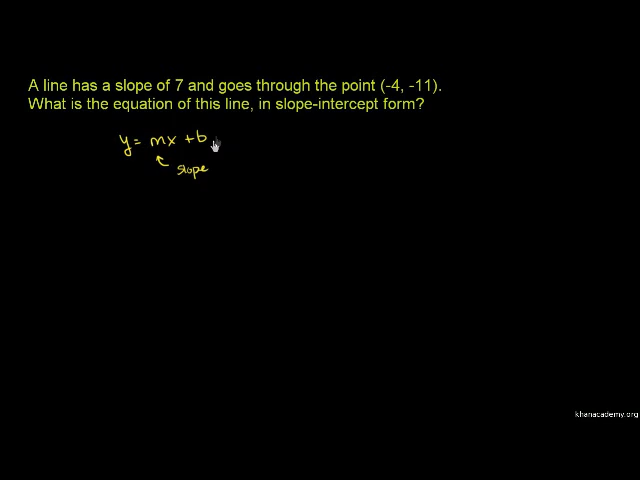 A line has a slope of 7 and goes through the point (-4, -11).
What is the equation of this line, in slope-intercept form?
y = mx + b
slope
khanacademy.org